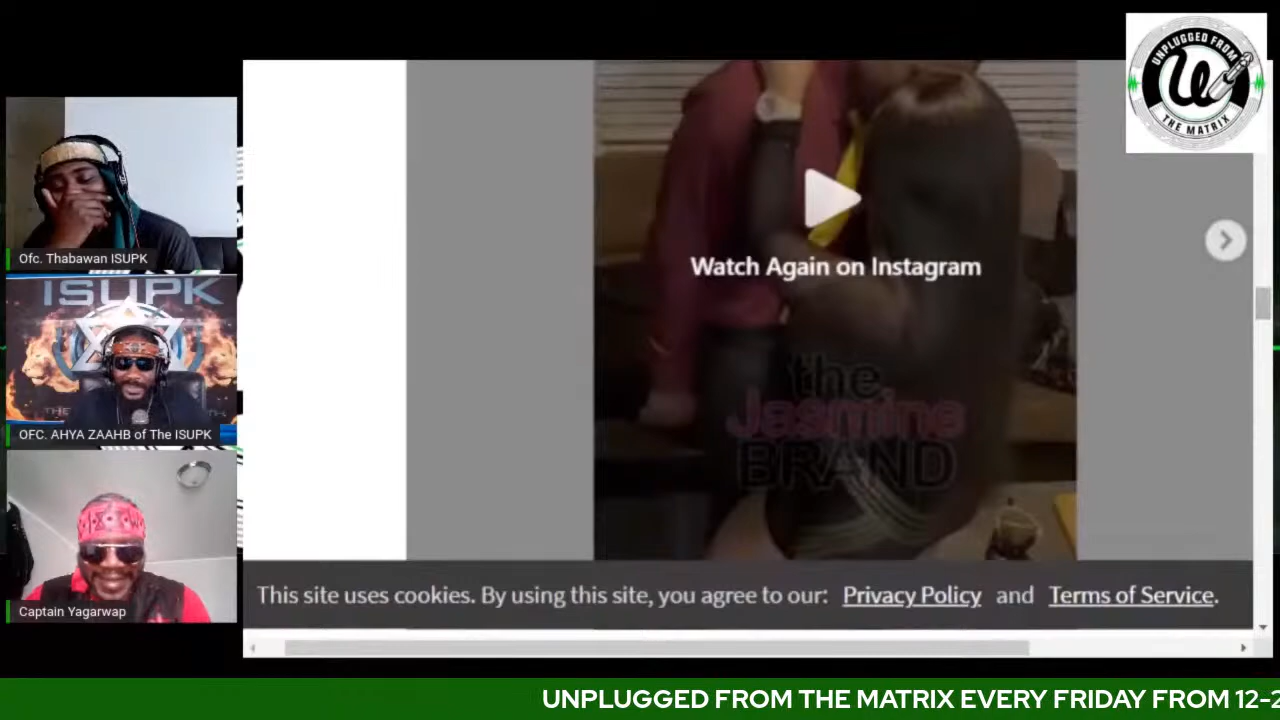 UNPLUGGED FROM
THE MATRIX
Ofc. Thabawan ISUPK
ISUPK
THE
OFC. AHYA ZAAHB of The ISUPK
Captain Yagarwap
Watch Again on Instagram
the
Jasmine
BRAND
This site uses cookies. By using this site, you agree to our: Privacy Policy and Terms of Service.
UNPLUGGED FROM THE MATRIX EVERY FRIDAY FROM 12-2